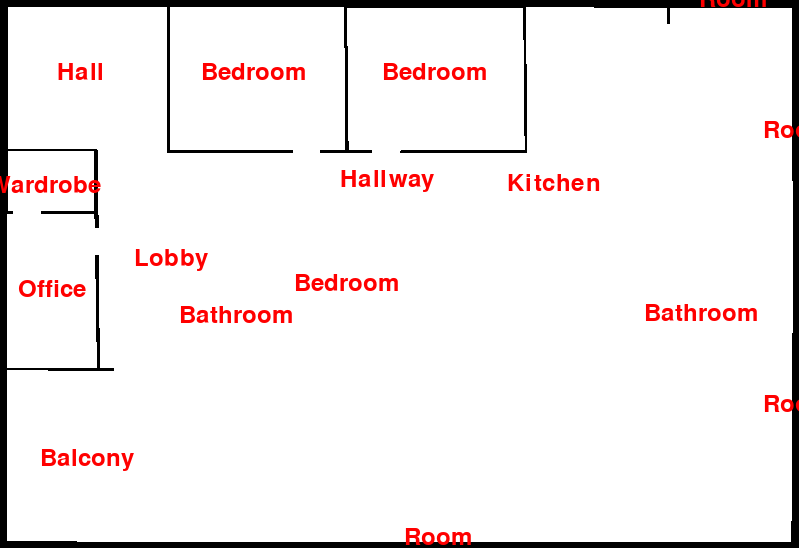 Room
Hall
Bedroom
Bedroom
Roo
Hallway
Kitchen
Wardrobe
Lobby
Bedroom
Office
Bathroom
Bathroom
Roo
Balcony
Room